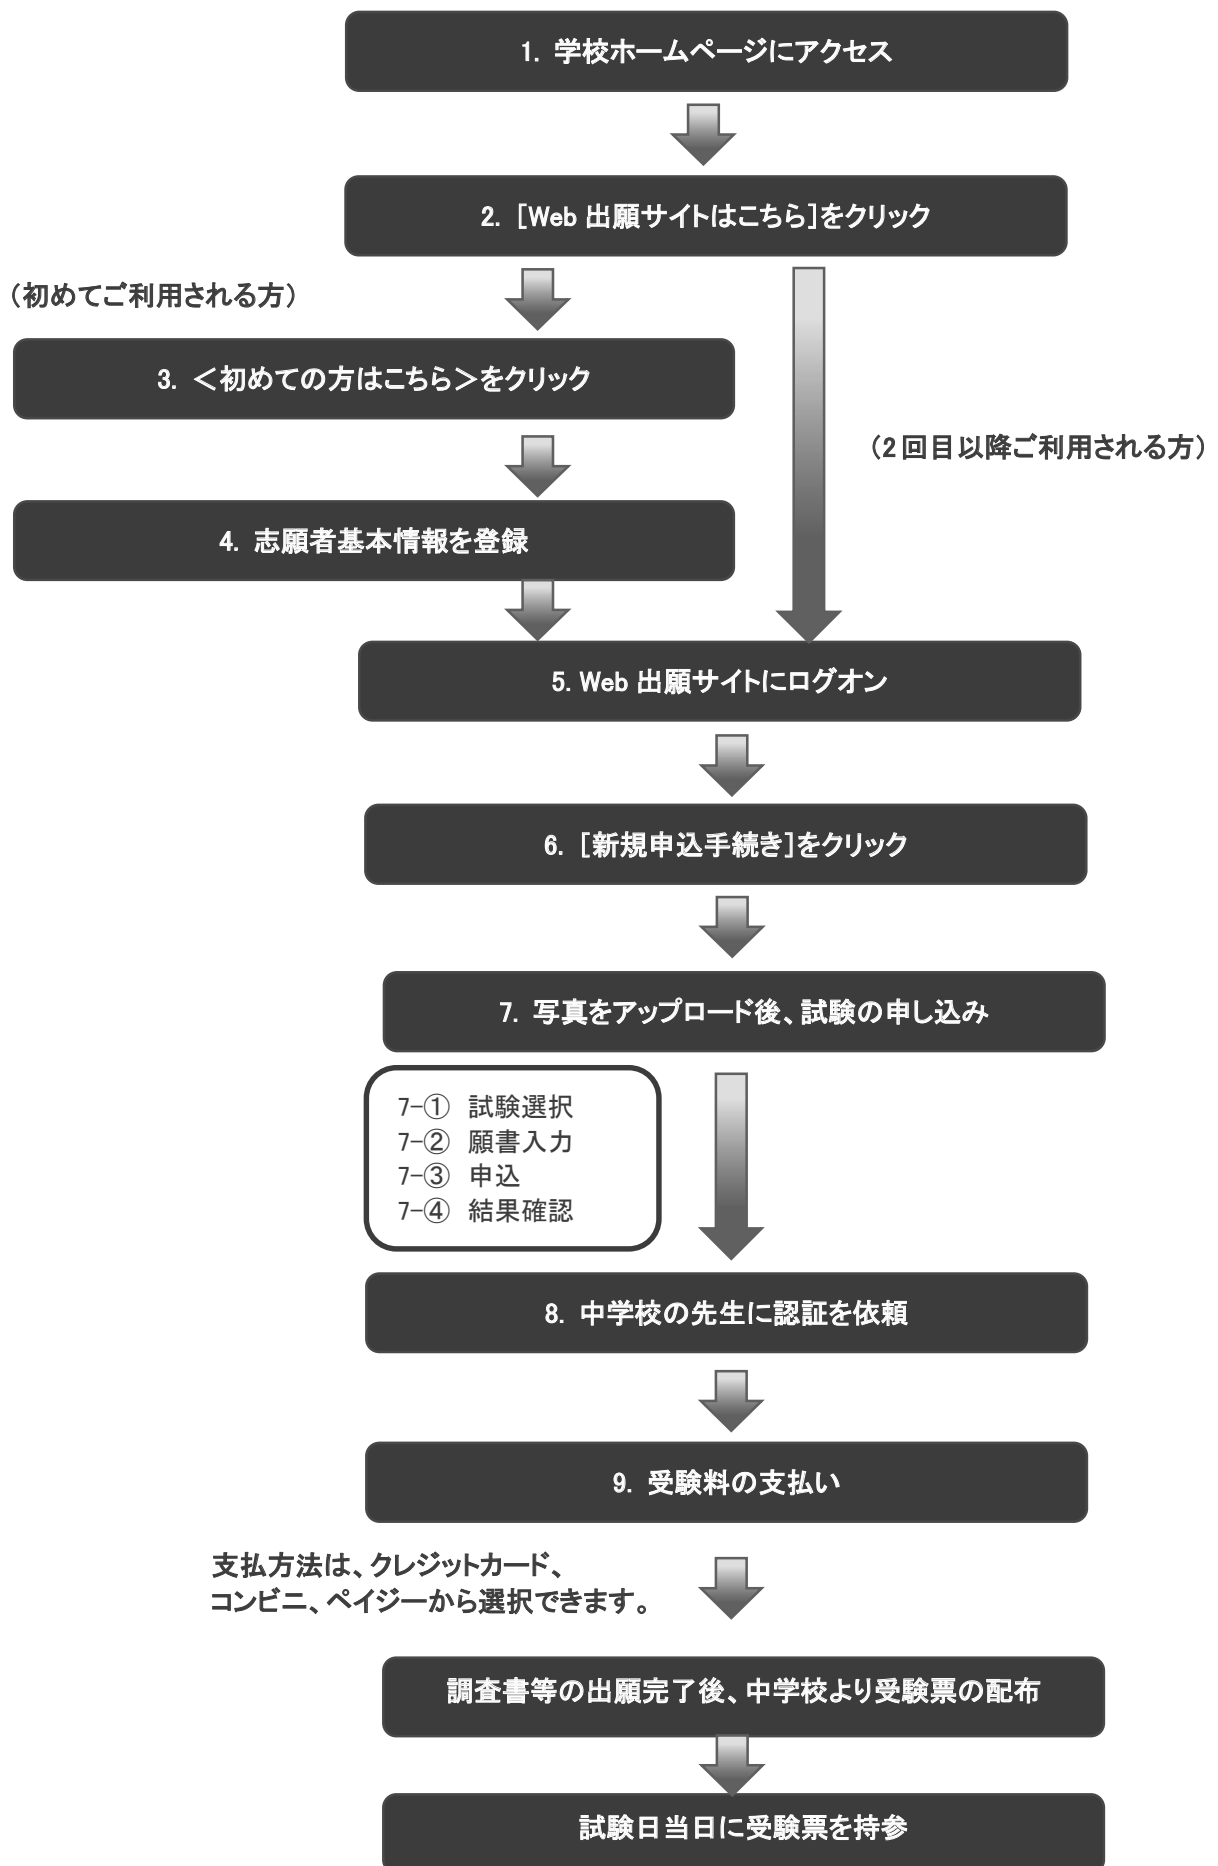 1. 学校ホームページにアクセス
2. [Web 出願サイトはこちら]をクリック
（初めてご利用される方）
3. ＜初めての方はこちら＞をクリック
（2 回目以降ご利用される方）
4. 志願者基本情報を登録
5. Web 出願サイトにログオン
6. [新規申込手続き]をクリック
7. 写真をアップロード後、試験の申し込み
7-① 試験選択
7-② 願書入力
7-③ 申込
7-④ 結果確認
8. 中学校の先生に認証を依頼
9. 受験料の支払い
支払方法は、クレジットカード、
コンビニ、ペイジーから選択できます。
調査書等の出願完了後、中学校より受験票の配布
試験日当日に受験票を持参